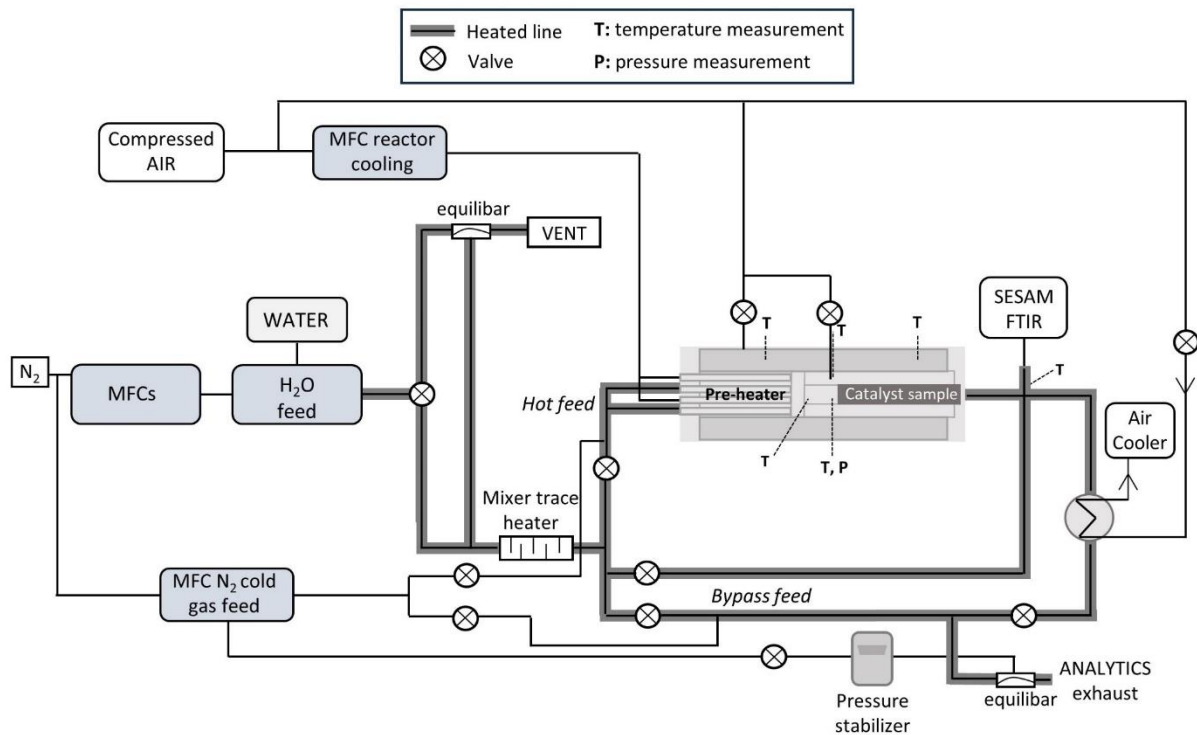 Heated line
T: temperature measurement
Valve
P: pressure measurement
Compressed
AIR
MFC reactor
cooling
equilibar
VENT
WATER
N₂
MFCs
H₂O
feed
Hot feed
Mixer trace
heater
T
T
T
Pre-heater
Catalyst sample
T
T, P
SESAM
FTIR
T
Air
Cooler
MFC N₂ cold
gas feed
Bypass feed
Pressure
stabilizer
equilibar
ANALYTICS
exhaust